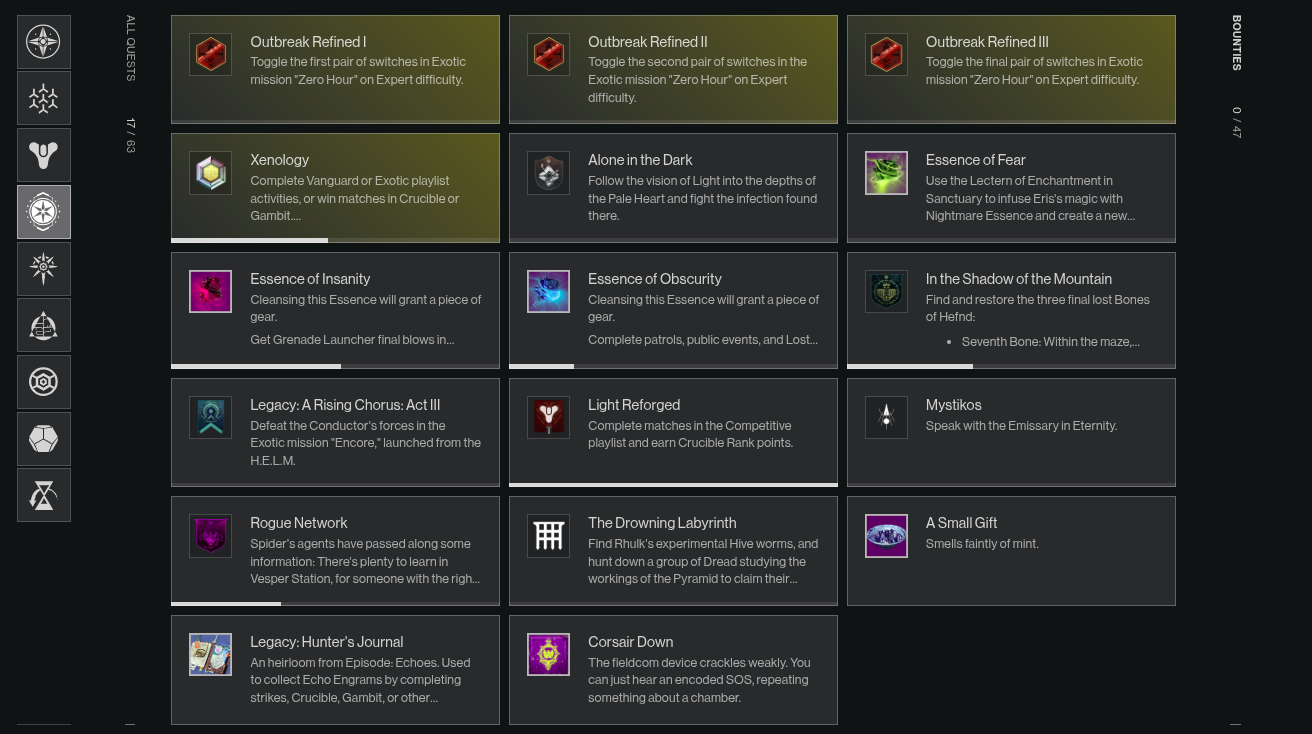 ALL QUESTS
17 / 63
BOUNTIES
0 / 47
Outbreak Refined I
Toggle the first pair of switches in Exotic
mission "Zero Hour" on Expert difficulty.
Outbreak Refined II
Toggle the second pair of switches in the
Exotic mission "Zero Hour" on Expert
difficulty.
Outbreak Refined III
Toggle the final pair of switches in Exotic
mission "Zero Hour" on Expert difficulty.
Xenology
Complete Vanguard or Exotic playlist
activities, or win matches in Crucible or
Gambit....
Alone in the Dark
Follow the vision of Light into the depths of
the Pale Heart and fight the infection found
there.
Essence of Fear
Use the Lectern of Enchantment in
Sanctuary to infuse Eris's magic with
Nightmare Essence and create a new...
Essence of Insanity
Cleansing this Essence will grant a piece of
gear.
Get Grenade Launcher final blows in...
Essence of Obscurity
Cleansing this Essence will grant a piece of
gear.
Complete patrols, public events, and Lost...
In the Shadow of the Mountain
Find and restore the three final lost Bones
of Hefnd:
• Seventh Bone: Within the maze,...
Legacy: A Rising Chorus: Act III
Defeat the Conductor's forces in the
Exotic mission "Encore," launched from the
H.E.L.M.
Light Reforged
Complete matches in the Competitive
playlist and earn Crucible Rank points.
Mystikos
Speak with the Emissary in Eternity.
Rogue Network
Spider's agents have passed along some
information: There's plenty to learn in
Vesper Station, for someone with the righ...
The Drowning Labyrinth
Find Rhulk's experimental Hive worms, and
hunt down a group of Dread studying the
workings of the Pyramid to claim their...
A Small Gift
Smells faintly of mint.
Legacy: Hunter's Journal
An heirloom from Episode: Echoes. Used
to collect Echo Engrams by completing
strikes, Crucible, Gambit, or other...
Corsair Down
The fieldcom device crackles weakly. You
can just hear an encoded SOS, repeating
something about a chamber.